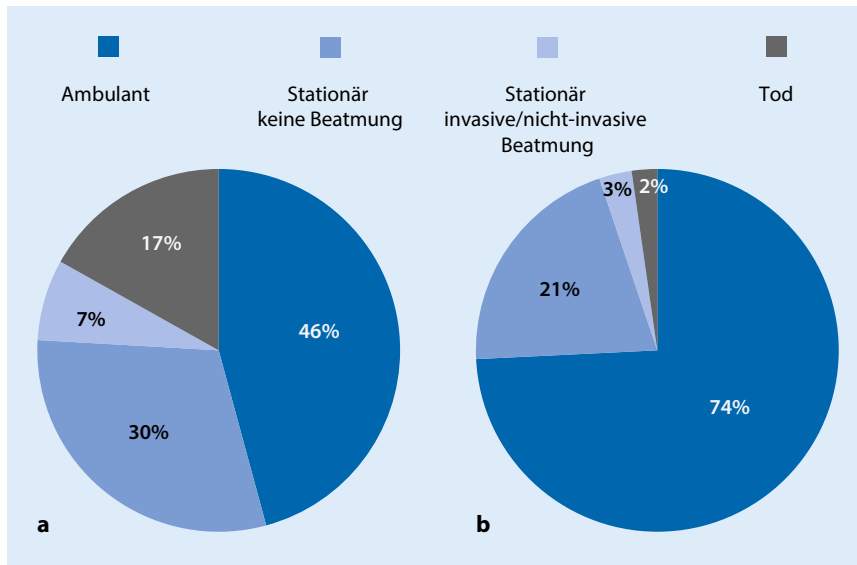 Ambulant
Stationär
keine Beatmung
Stationär
invasive/nicht-invasive
Beatmung
Tod
17%
7%
46%
30%
a
3%
2%
21%
74%
b